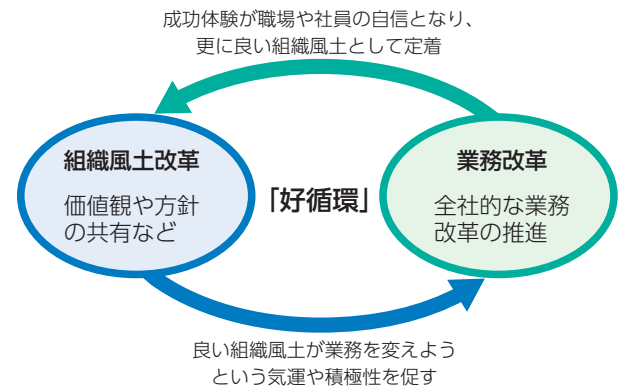 成功体験が職場や社員の自信となり、
更に良い組織風土として定着
組織風土改革
価値観や方針
の共有など
「好循環」
業務改革
全社的な業務
改革の推進
良い組織風土が業務を変えよう
という気運や積極性を促す